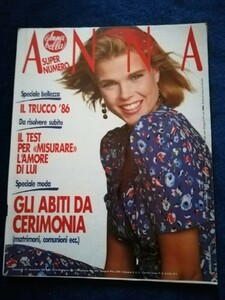 Anna
bella
SUPER
NUMERO
ANNA
Speciale bellezza
IL TRUCCO '86
Da risolvere subito
IL TEST
PER «MISURARE»
L'AMORE
DI LUI
Speciale moda
GLI ABITI DA
CERIMONIA
(matrimoni, comunioni ecc.)